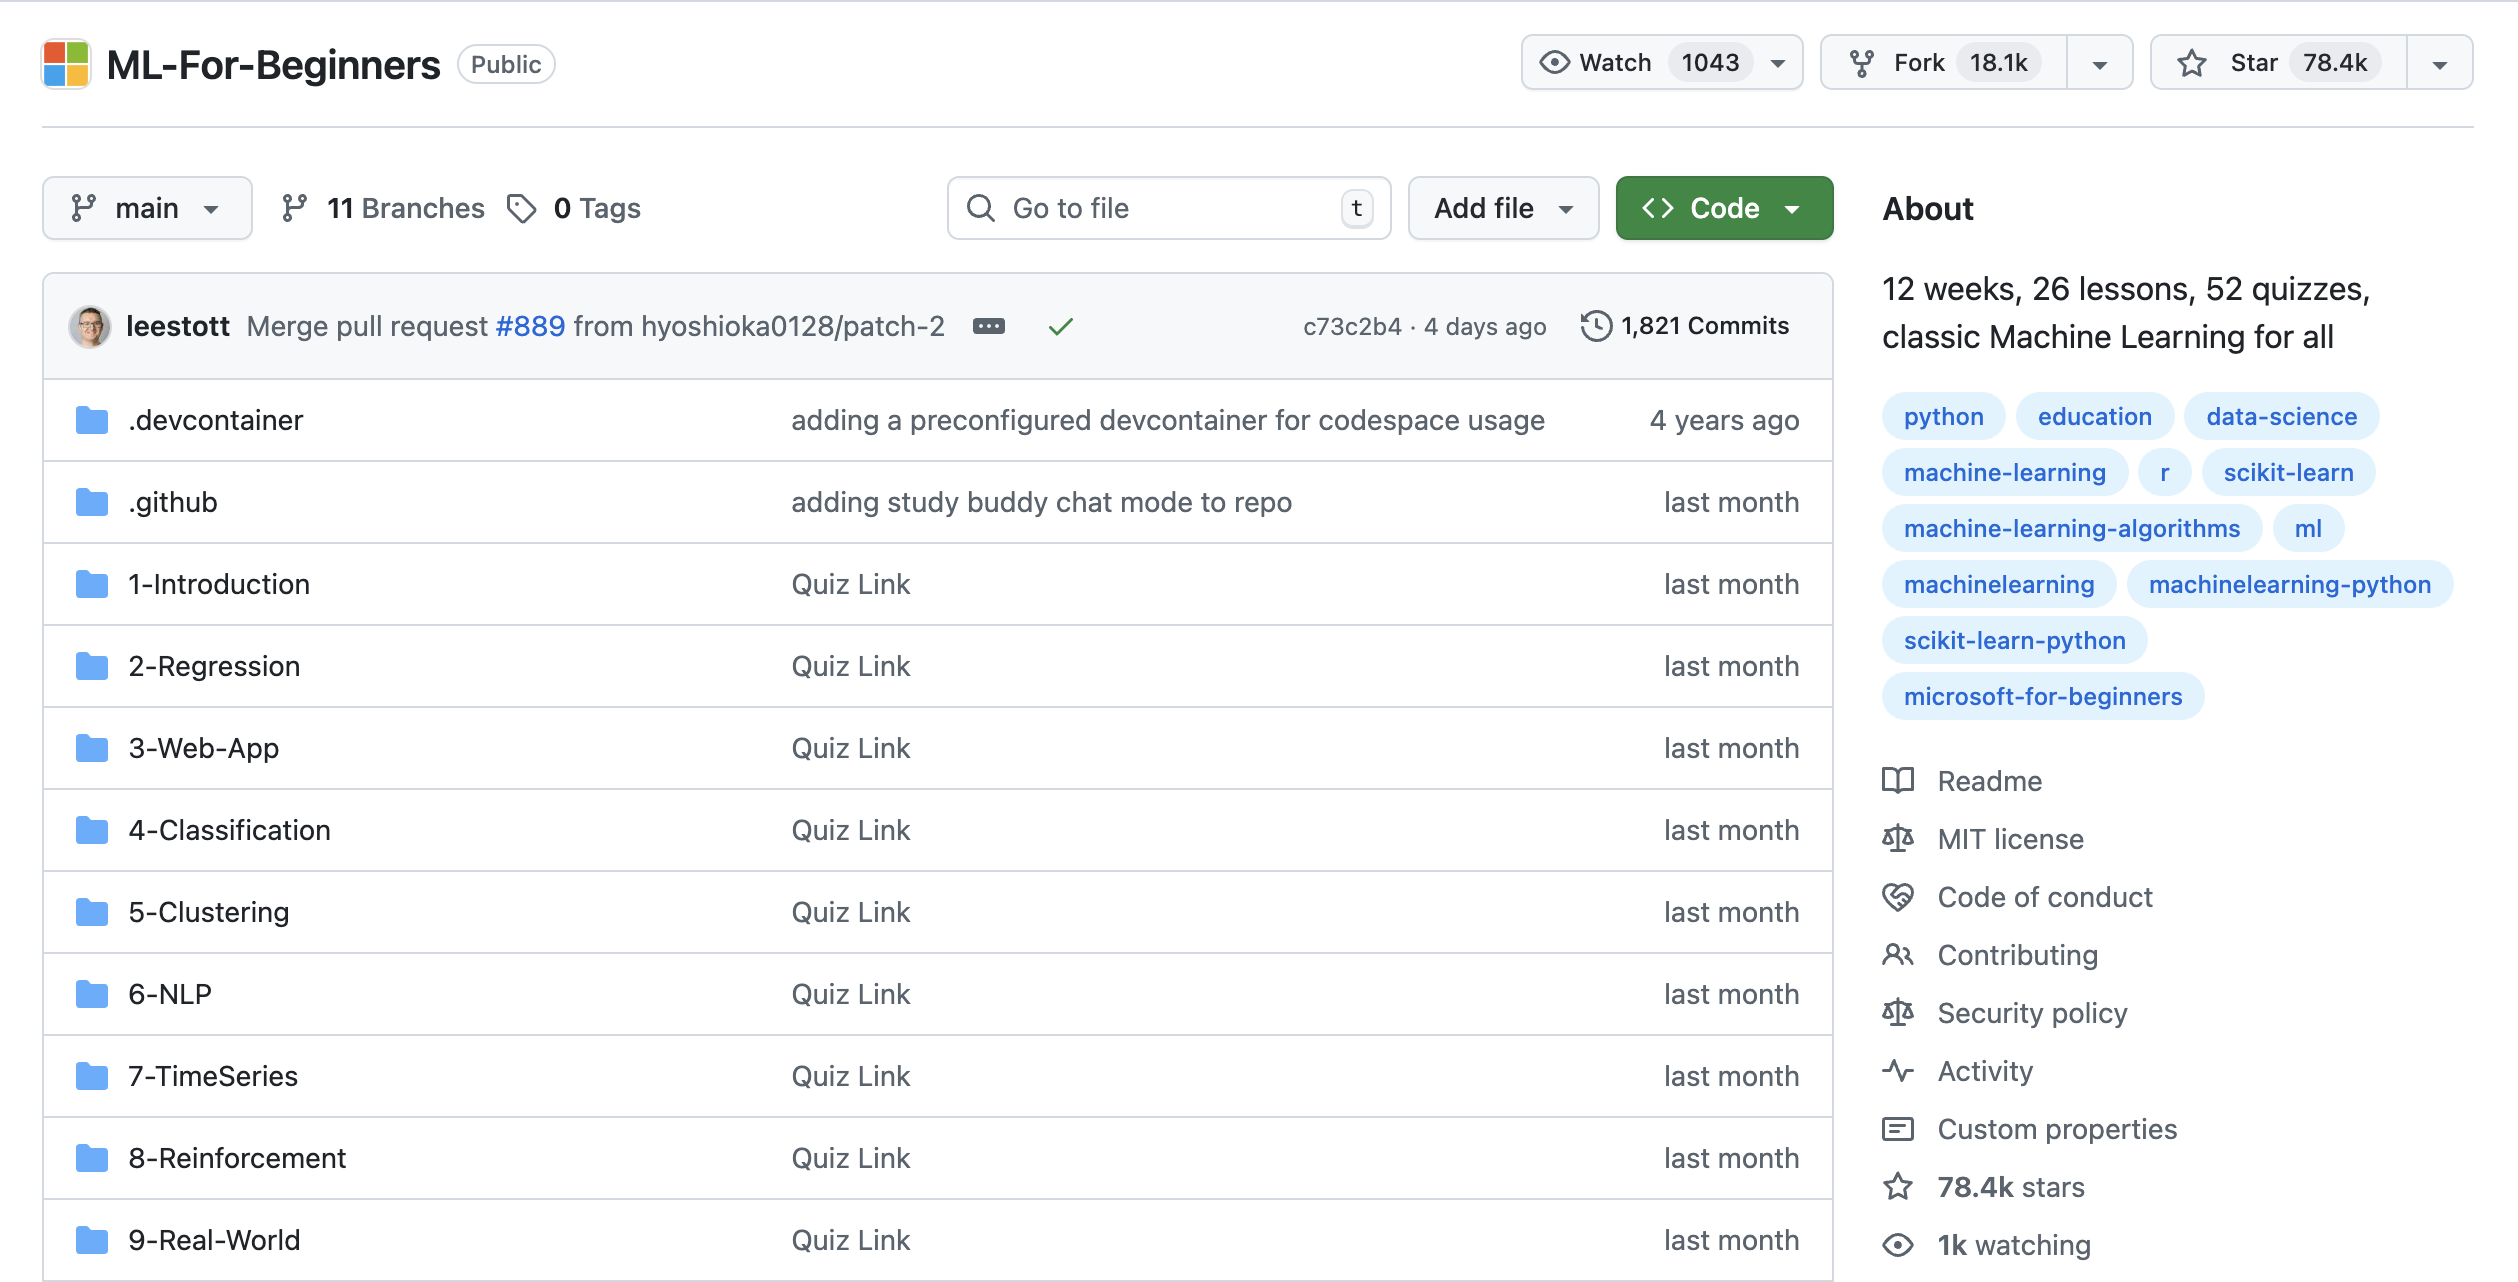 ML-For-Beginners Public Watch 1043 Fork 18.1k Star 78.4k
main 11 Branches 0 Tags Go to file t Add file Code
leestott Merge pull request #889 from hyoshioka0128/patch-2 c73c2b4 · 4 days ago 1,821 Commits
.devcontainer adding a preconfigured devcontainer for codespace usage 4 years ago
.github adding study buddy chat mode to repo last month
1-Introduction Quiz Link last month
2-Regression Quiz Link last month
3-Web-App Quiz Link last month
4-Classification Quiz Link last month
5-Clustering Quiz Link last month
6-NLP Quiz Link last month
7-TimeSeries Quiz Link last month
8-Reinforcement Quiz Link last month
9-Real-World Quiz Link last month
About
12 weeks, 26 lessons, 52 quizzes,
classic Machine Learning for all
python education data-science
machine-learning r scikit-learn
machine-learning-algorithms ml
machinelearning machinelearning-python
scikit-learn-python
microsoft-for-beginners
Readme
MIT license
Code of conduct
Contributing
Security policy
Activity
Custom properties
78.4k stars
1k watching